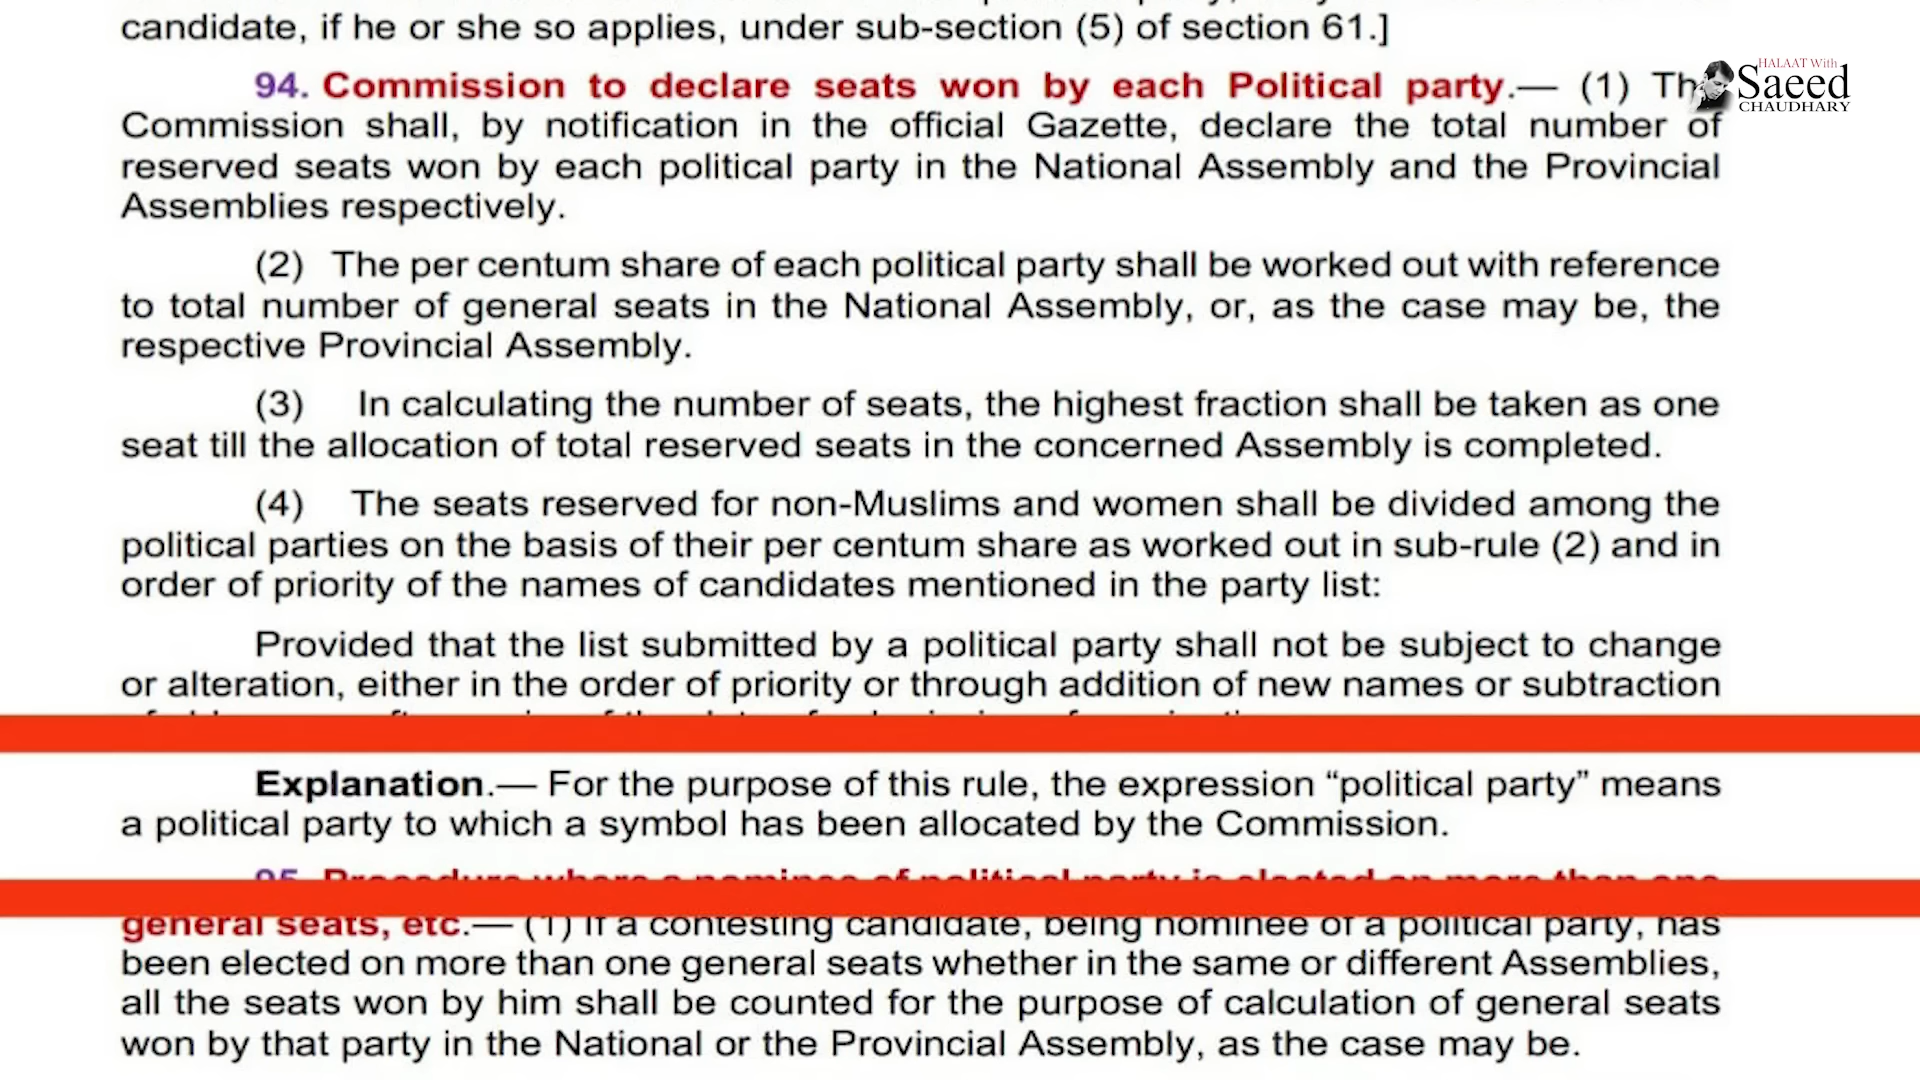 candidate, if he or she so applies, under sub-section (5) of section 61.]
94. Commission to declare seats won by each Political party.— (1) The
Commission shall, by notification in the official Gazette, declare the total number of
reserved seats won by each political party in the National Assembly and the Provincial
Assemblies respectively.
(2) The per centum share of each political party shall be worked out with reference
to total number of general seats in the National Assembly, or, as the case may be, the
respective Provincial Assembly.
(3) In calculating the number of seats, the highest fraction shall be taken as one
seat till the allocation of total reserved seats in the concerned Assembly is completed.
(4) The seats reserved for non-Muslims and women shall be divided among the
political parties on the basis of their per centum share as worked out in sub-rule (2) and in
order of priority of the names of candidates mentioned in the party list:
Provided that the list submitted by a political party shall not be subject to change
or alteration, either in the order of priority or through addition of new names or subtraction
Explanation.— For the purpose of this rule, the expression “political party” means
a political party to which a symbol has been allocated by the Commission.
95. Procedure where a nominee of political party is elected on more than one
general seats, etc.— (1) If a contesting candidate, being nominee of a political party, has
been elected on more than one general seats whether in the same or different Assemblies,
all the seats won by him shall be counted for the purpose of calculation of general seats
won by that party in the National or the Provincial Assembly, as the case may be.
HALAAT With
Saeed
CHAUDHARY